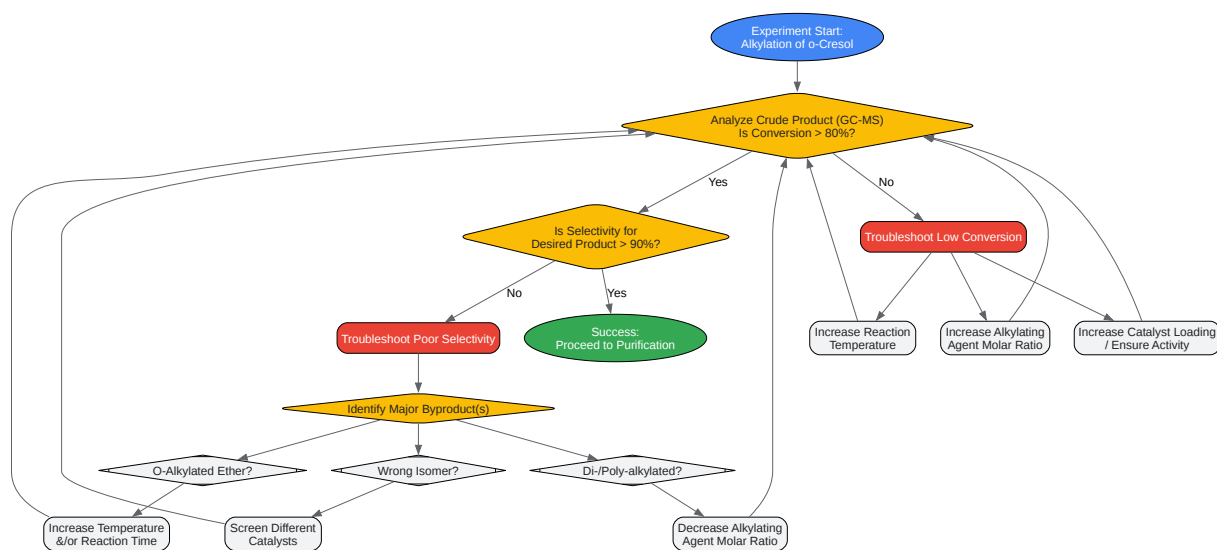 Experiment Start:
Alkylation of o-Cresol
Analyze Crude Product (GC-MS)
Is Conversion > 80%?
Yes
No
Is Selectivity for
Desired Product > 90%?
Troubleshoot Low Conversion
No
Yes
Troubleshoot Poor Selectivity
Success:
Proceed to Purification
Increase Reaction
Temperature
Increase Alkylating
Agent Molar Ratio
Increase Catalyst Loading
/ Ensure Activity
Identify Major Byproduct(s)
O-Alkylated Ether?
Wrong Isomer?
Di-/Poly-alkylated?
Increase Temperature
&/or Reaction Time
Screen Different
Catalysts
Decrease Alkylating
Agent Molar Ratio